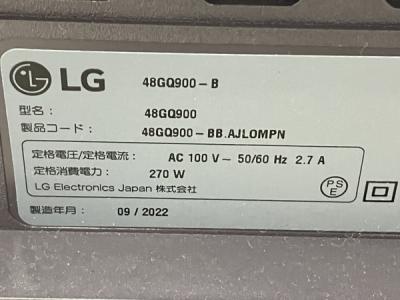 LG 48GQ900-B
型名： 48GQ900
製品コード： 48GQ900-BB.AJLOMPN
定格電圧/定格電流： AC 100 V~ 50/60 Hz 2.7 A
定格消費電力： 270 W
LG Electronics Japan 株式会社
PS
E
製造年月： 09 / 2022